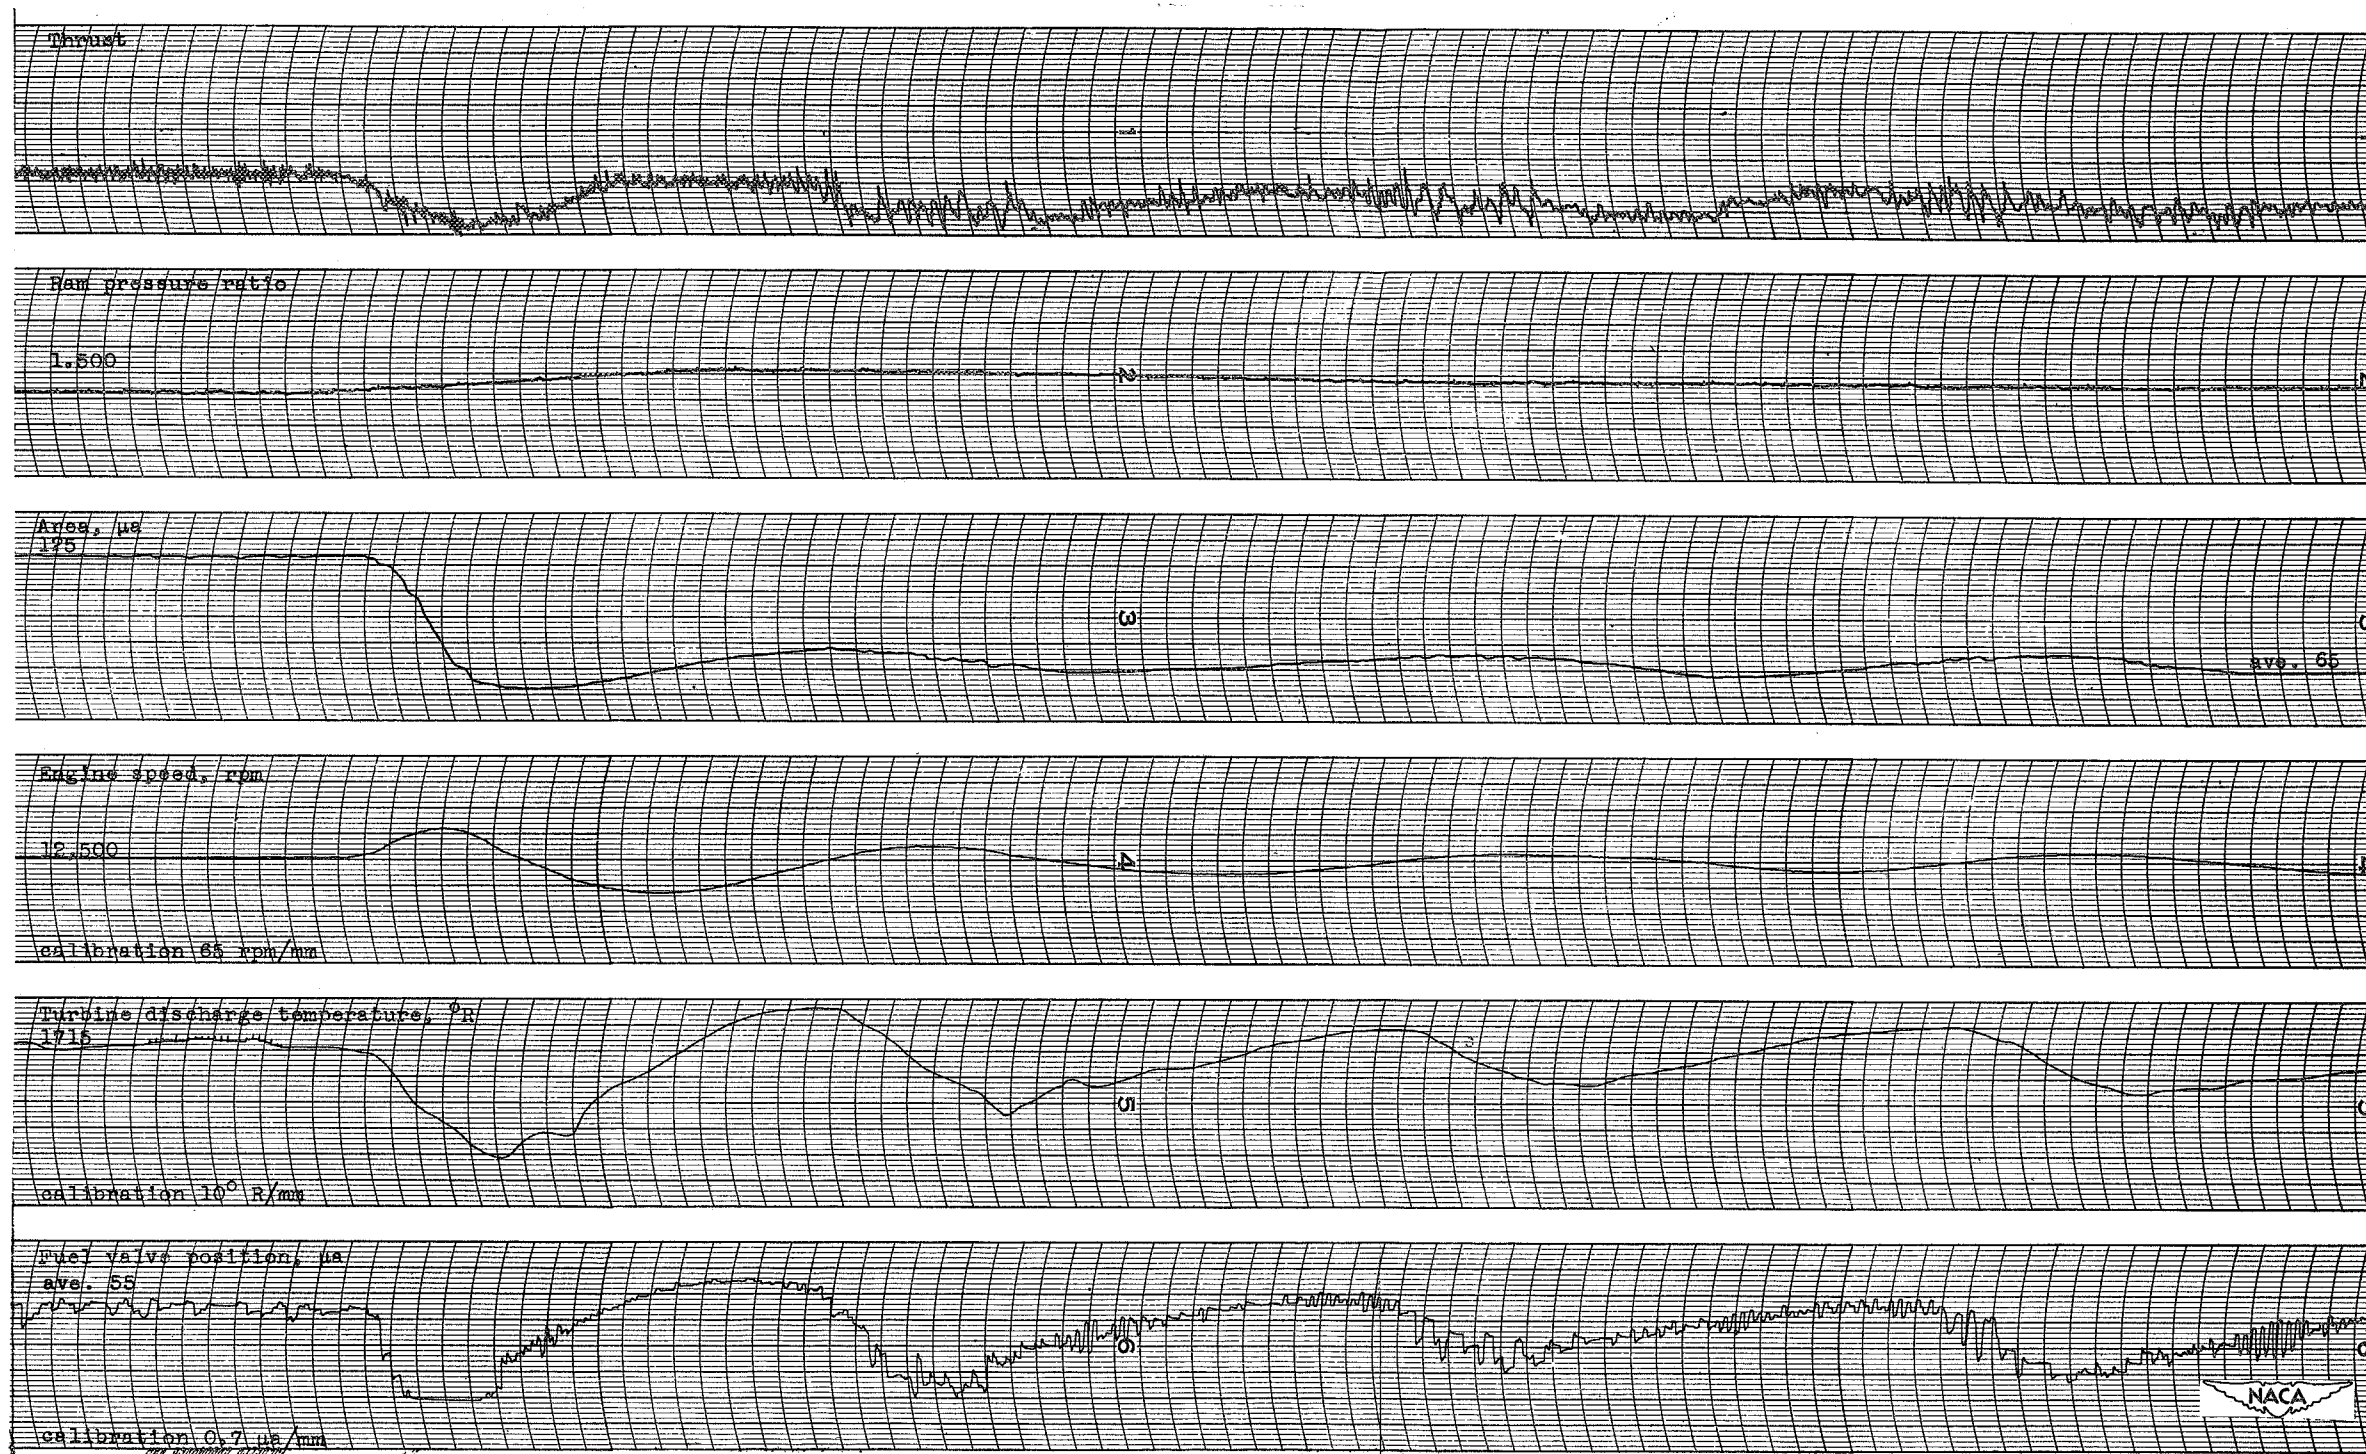 Thrust
1
Ram pressure ratio
1.500
2
Area, μa
175
3
ave. 65
Engine speed, rpm
12,500
4
calibration 65 rpm/mm
Turbine discharge temperature, °R
1715
5
calibration 10° R/mm
Fuel valve position, μa
ave. 55
6
NACA
calibration 0.7 μa/mm